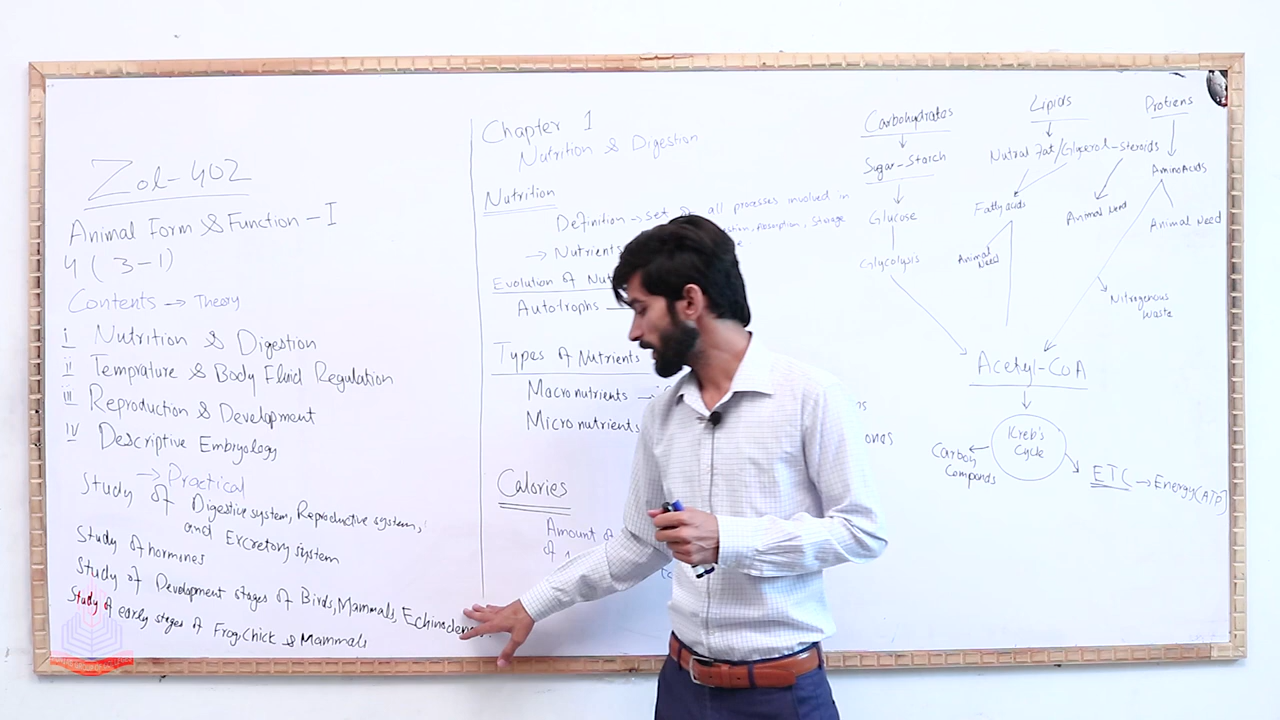 Zol-402
Animal Form & Function-I
4 (3-1)
Contents → Theory
i Nutrition & Digestion
ii Temprature & Body Fluid Regulation
iii Reproduction & Development
IV Descriptive Embryology
→ Practical
Study of Digestive system, Reproductive system,
and Excretory system
Study of hormones
Study of Development stages of Birds, Mammals,
Study of early stages of Frog, Chick & Mammals
Chapter 1
Nutrition & Digestion
Nutrition
Definition → set of all processes involved in
Absorption, Storage
→ Nutrients
Evolution of
Autotrophs
Types of Nutrients
Macronutrients →
Micronutrients
Calories
Amount of
of
Carbohydrates
↓
Sugar-Starch
↓
Glucose
Glycolysis
Lipids
↓
Nutral Fat/Glycerol-steroids
Fatty acids
Animal Need
Animal Need
Protiens
↓
AminoAcids
Animal Need
Nitrogenous
Waste
Acetyl-CoA
↓
Kreb's
Cycle
Carbon
Componds
ETC → Energy(ATP)